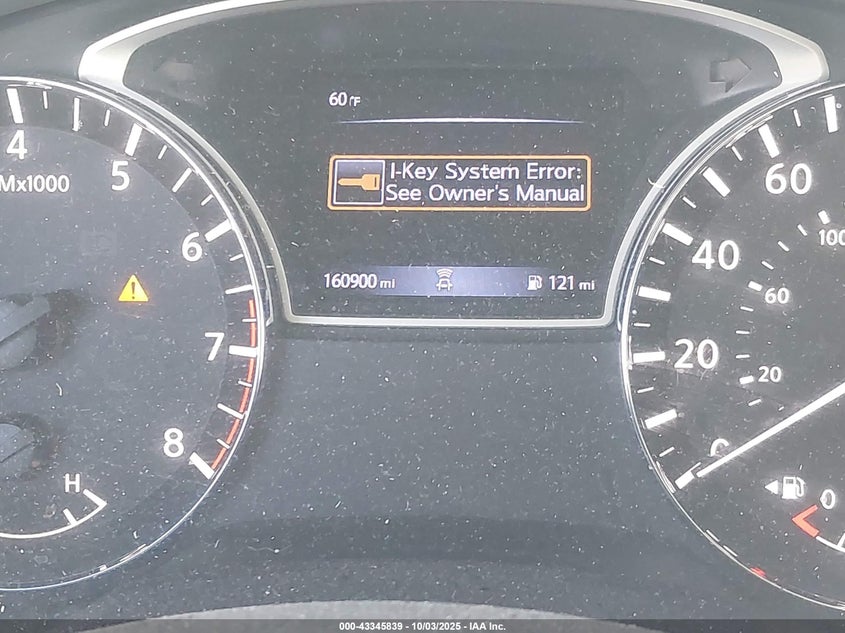 60°F
I-Key System Error:
See Owner's Manual
160900 mi
121 mi
4
5
Mx1000
6
7
8
H
60
100
40
60
20
20
0
0
000-43345839 - 10/03/2025 - IAA Inc.